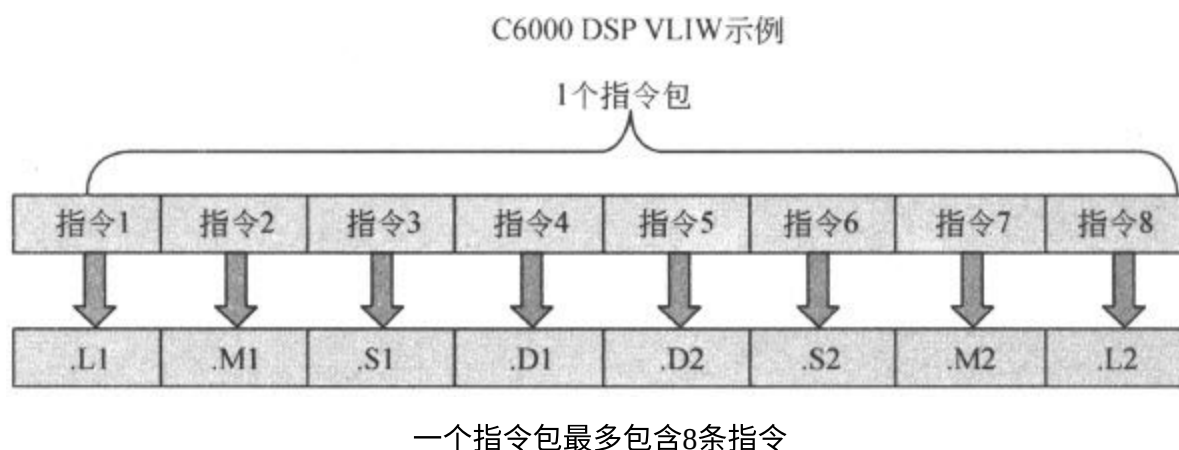 C6000 DSP VLIW示例
1个指令包
指令1 指令2 指令3 指令4 指令5 指令6 指令7 指令8
.L1 .M1 .S1 .D1 .D2 .S2 .M2 .L2
一个指令包最多包含8条指令